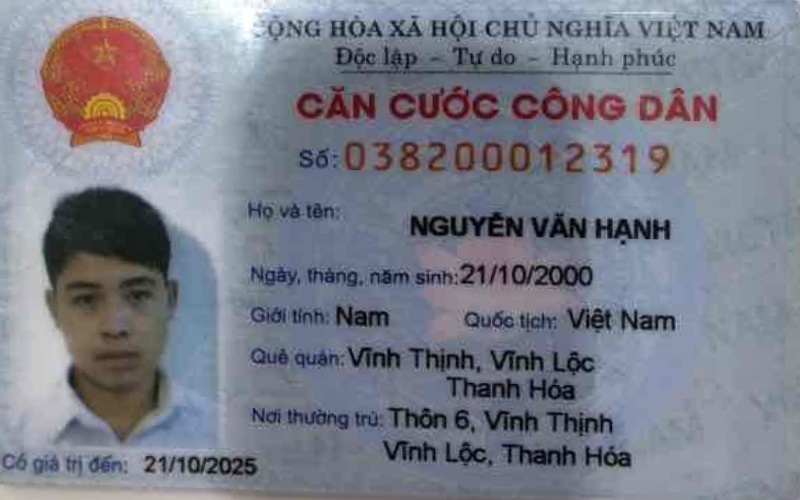 CỘNG HÒA XÃ HỘI CHỦ NGHĨA VIỆT NAM
Độc lập - Tự do - Hạnh phúc
CĂN CƯỚC CÔNG DÂN
Số: 038200012319
Họ và tên: NGUYỄN VĂN HẠNH
Ngày, tháng, năm sinh: 21/10/2000
Giới tính: Nam Quốc tịch: Việt Nam
Quê quán: Vĩnh Thịnh, Vĩnh Lộc
Thanh Hóa
Nơi thường trú: Thôn 6, Vĩnh Thịnh
Vĩnh Lộc, Thanh Hóa
Có giá trị đến: 21/10/2025